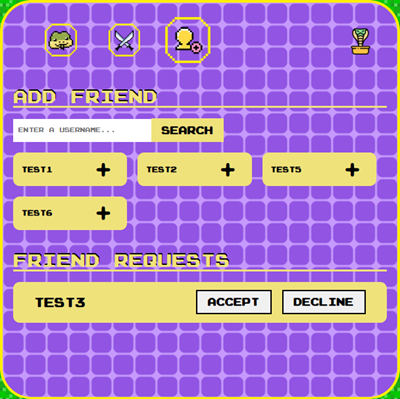 ADD FRIEND
ENTER A USERNAME... SEARCH
TEST1 TEST2 TEST5
TEST6
FRIEND REQUESTS
TEST3 ACCEPT DECLINE